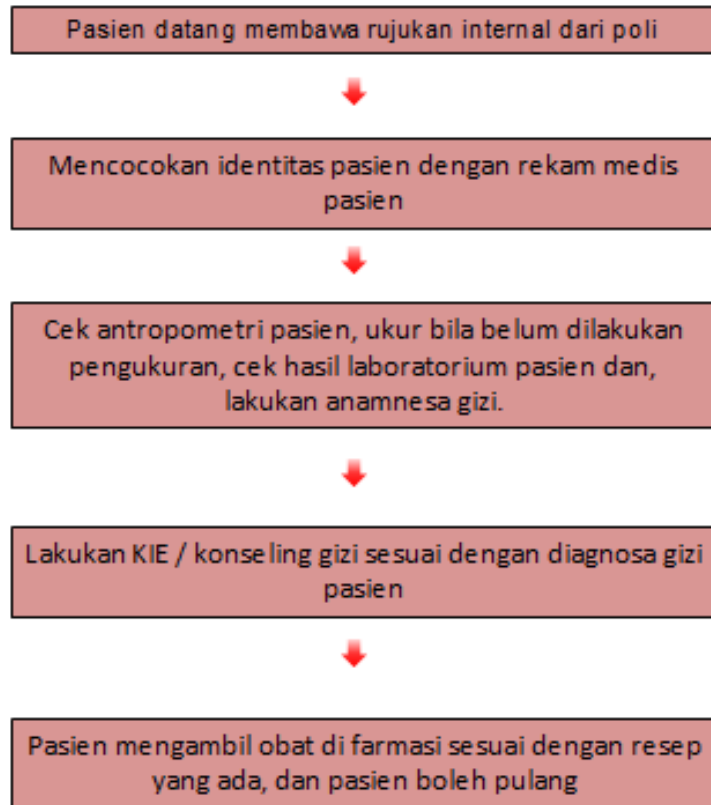 Pasien datang membawa rujukan internal dari poli
Mencocokan identitas pasien dengan rekam medis
pasien
Cek antropometri pasien, ukur bila belum dilakukan
pengukuran, cek hasil laboratorium pasien dan,
lakukan anamnesa gizi.
Lakukan KIE / konseling gizi sesuai dengan diagnosa gizi
pasien
Pasien mengambil obat di farmasi sesuai dengan resep
yang ada, dan pasien boleh pulang